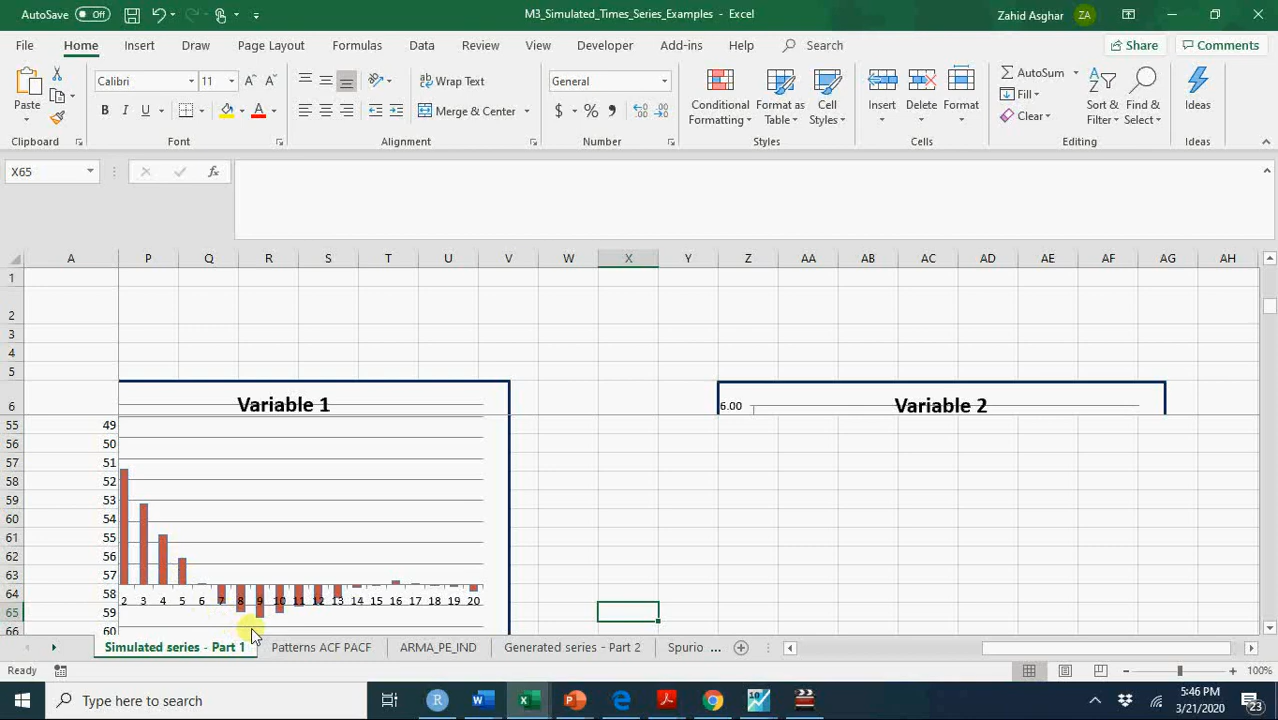 AutoSave Off M3_Simulated_Times_Series_Examples - Excel Zahid Asghar ZA
File Home Insert Draw Page Layout Formulas Data Review View Developer Add-ins Help Search Share Comments
Paste Calibri 11 A A Wrap Text General Conditional Formatting Format as Table Cell Styles Insert Delete Format AutoSum Sort & Filter Find & Select Ideas
B I U A Merge & Center $ % Fill
Clear
Clipboard Font Alignment Number Styles Cells Editing Ideas
X65 fx
A P Q R S T U V W X Y Z AA AB AC AD AE AF AG AH
1
2
3
4
5
6 Variable 1 6.00 Variable 2
55 49
56 50
57 51
58 52
59 53
60 54
61 55
62 56
63 57
64 58 2 3 4 5 6 7 8 9 10 11 12 13 14 15 16 17 18 19 20
65 59
66 60
Simulated series - Part 1 Patterns ACF PACF ARMA_PE_IND Generated series - Part 2 Spurio ...
Ready 100%
Type here to search 5:46 PM
3/21/2020 23